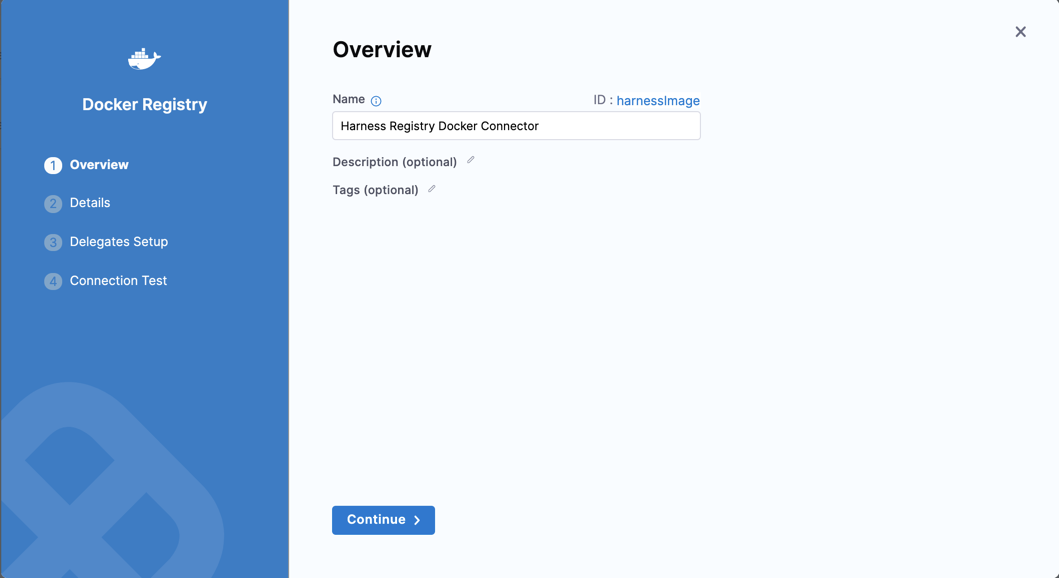 Docker Registry
1 Overview
2 Details
3 Delegates Setup
4 Connection Test
Overview
Name ID : harnessImage
Harness Registry Docker Connector
Description (optional)
Tags (optional)
Continue